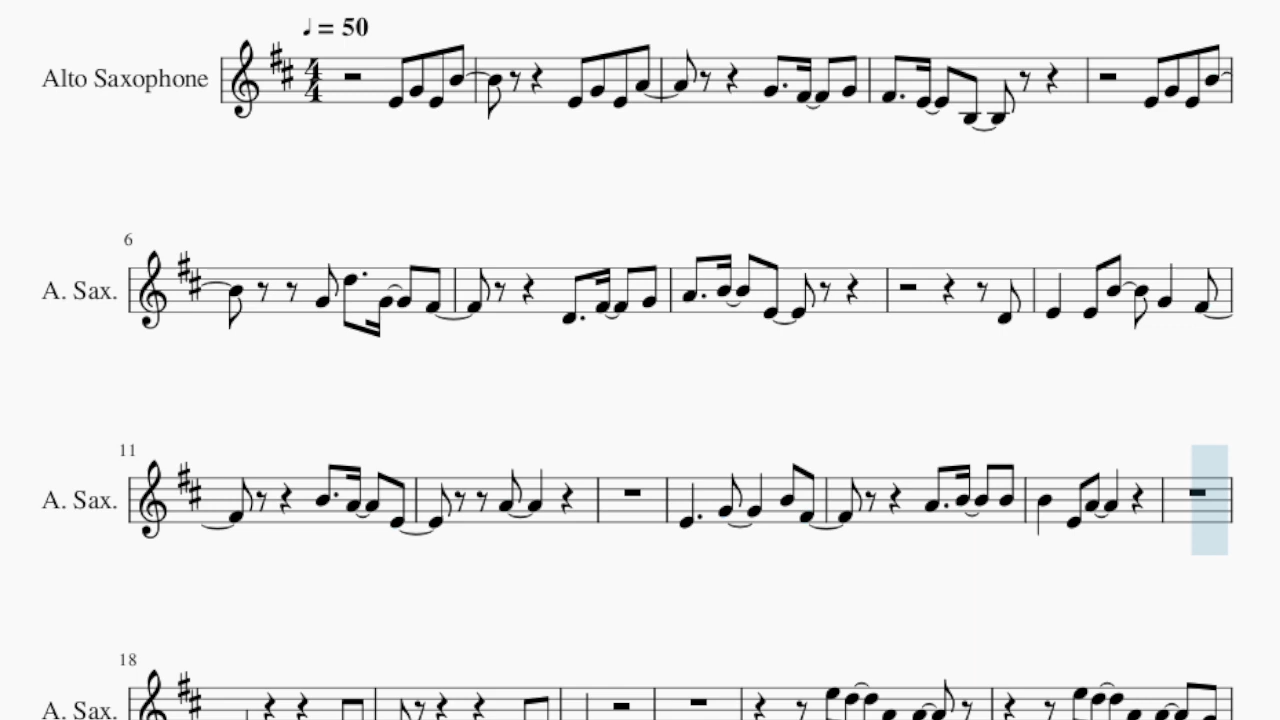 ♩ = 50
Alto Saxophone
4
4
6
A. Sax.
11
A. Sax.
18
A. Sax.